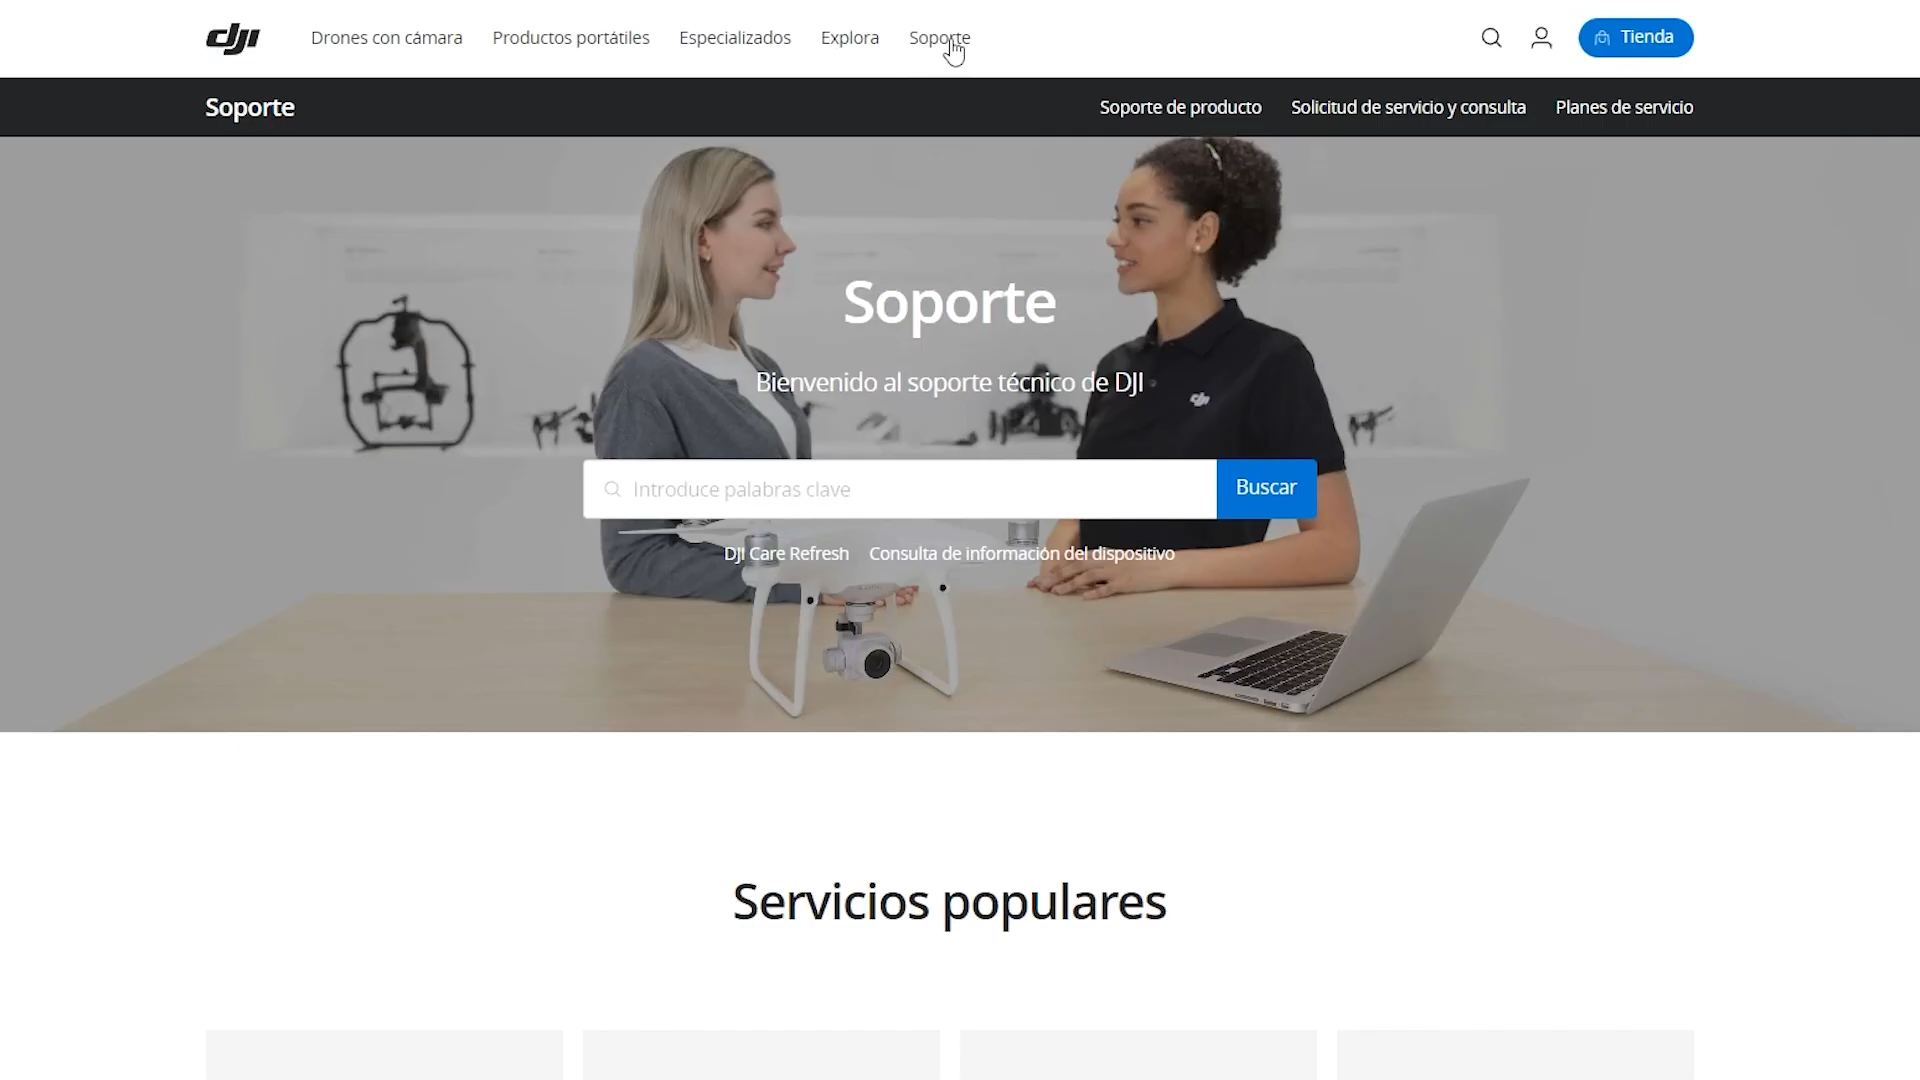 dji
Drones con cámara
Productos portátiles
Especializados
Explora
Soporte
Tienda
Soporte
Soporte de producto
Solicitud de servicio y consulta
Planes de servicio
Soporte
Bienvenido al soporte técnico de DJI
dji
Introduce palabras clave
Buscar
DJI Care Refresh
Consulta de información del dispositivo
Servicios populares